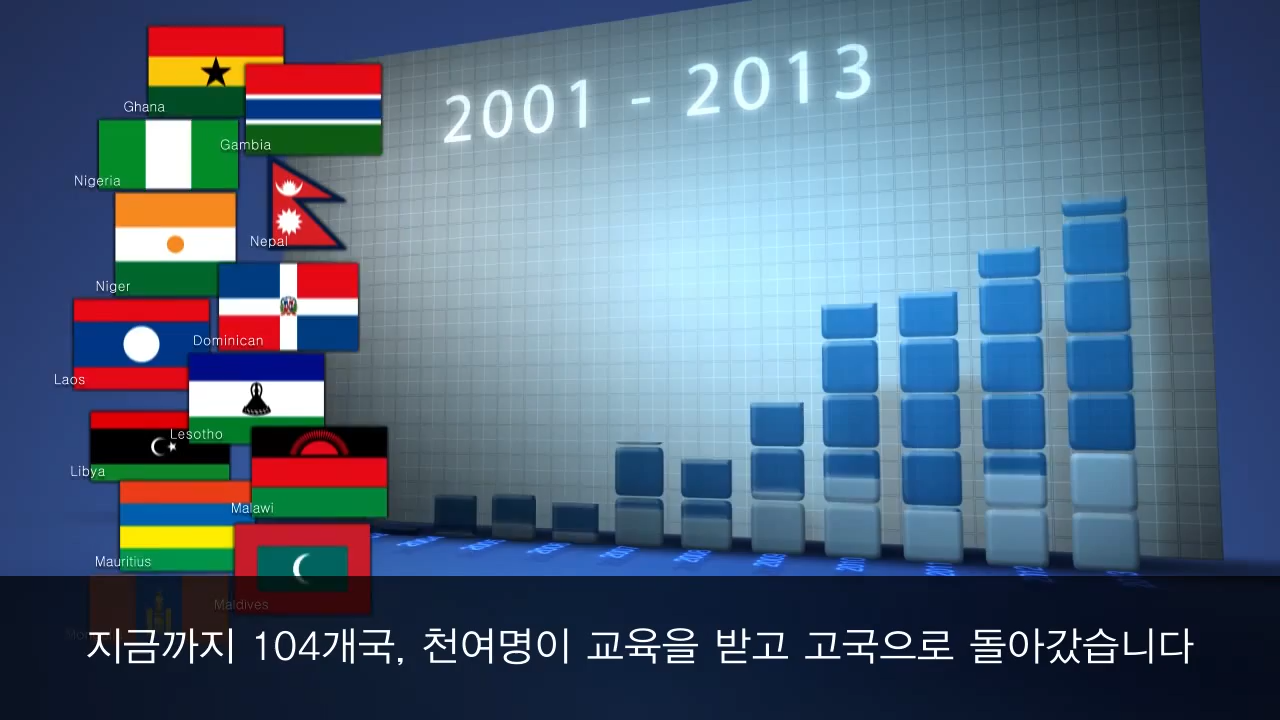 2001 - 2013
Ghana
Gambia
Nigeria
Nepal
Niger
Dominican
Laos
Lesotho
Libya
Malawi
Mauritius
Maldives
지금까지 104개국, 천여명이 교육을 받고 고국으로 돌아갔습니다